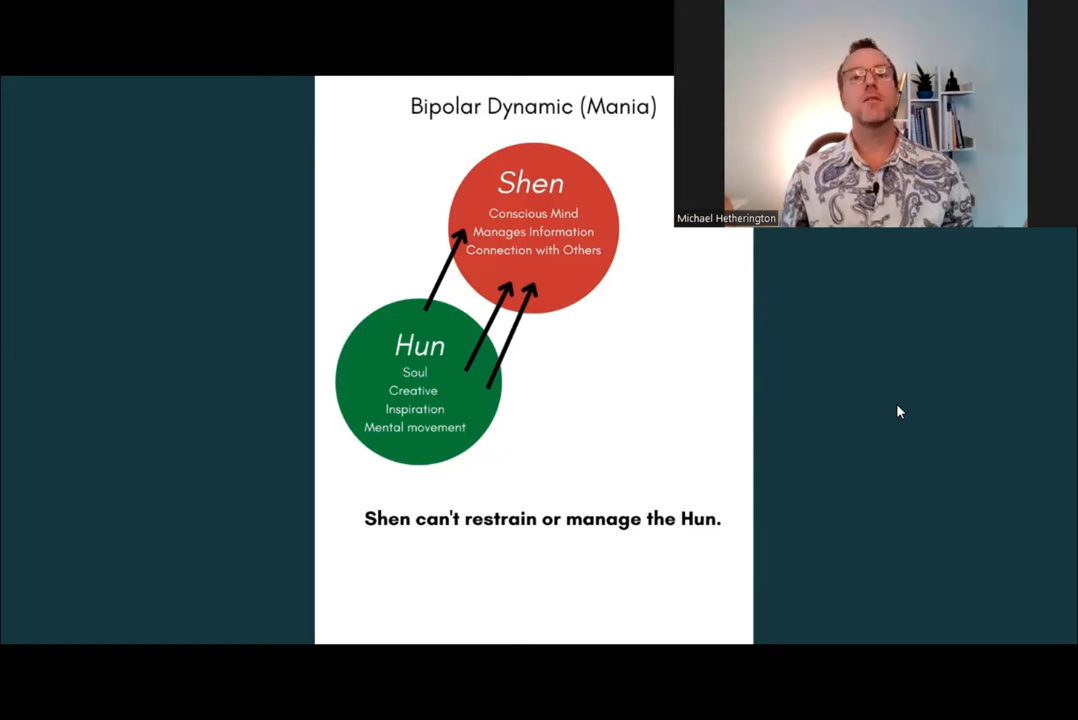 Bipolar Dynamic (Mania)
Shen
Conscious Mind
Manages Information
Connection with Others
Michael Hetherington
Hun
Soul
Creative
Inspiration
Mental movement
Shen can't restrain or manage the Hun.